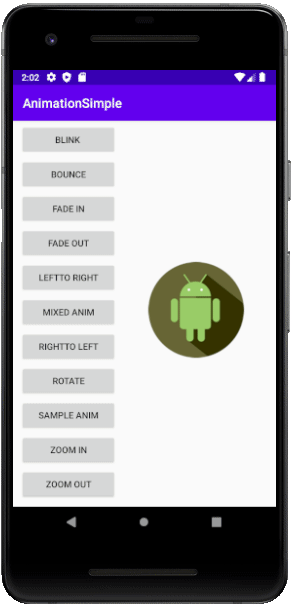 2:02
AnimationSimple
BLINK
BOUNCE
FADE IN
FADE OUT
LEFTTO RIGHT
MIXED ANIM
RIGHTTO LEFT
ROTATE
SAMPLE ANIM
ZOOM IN
ZOOM OUT